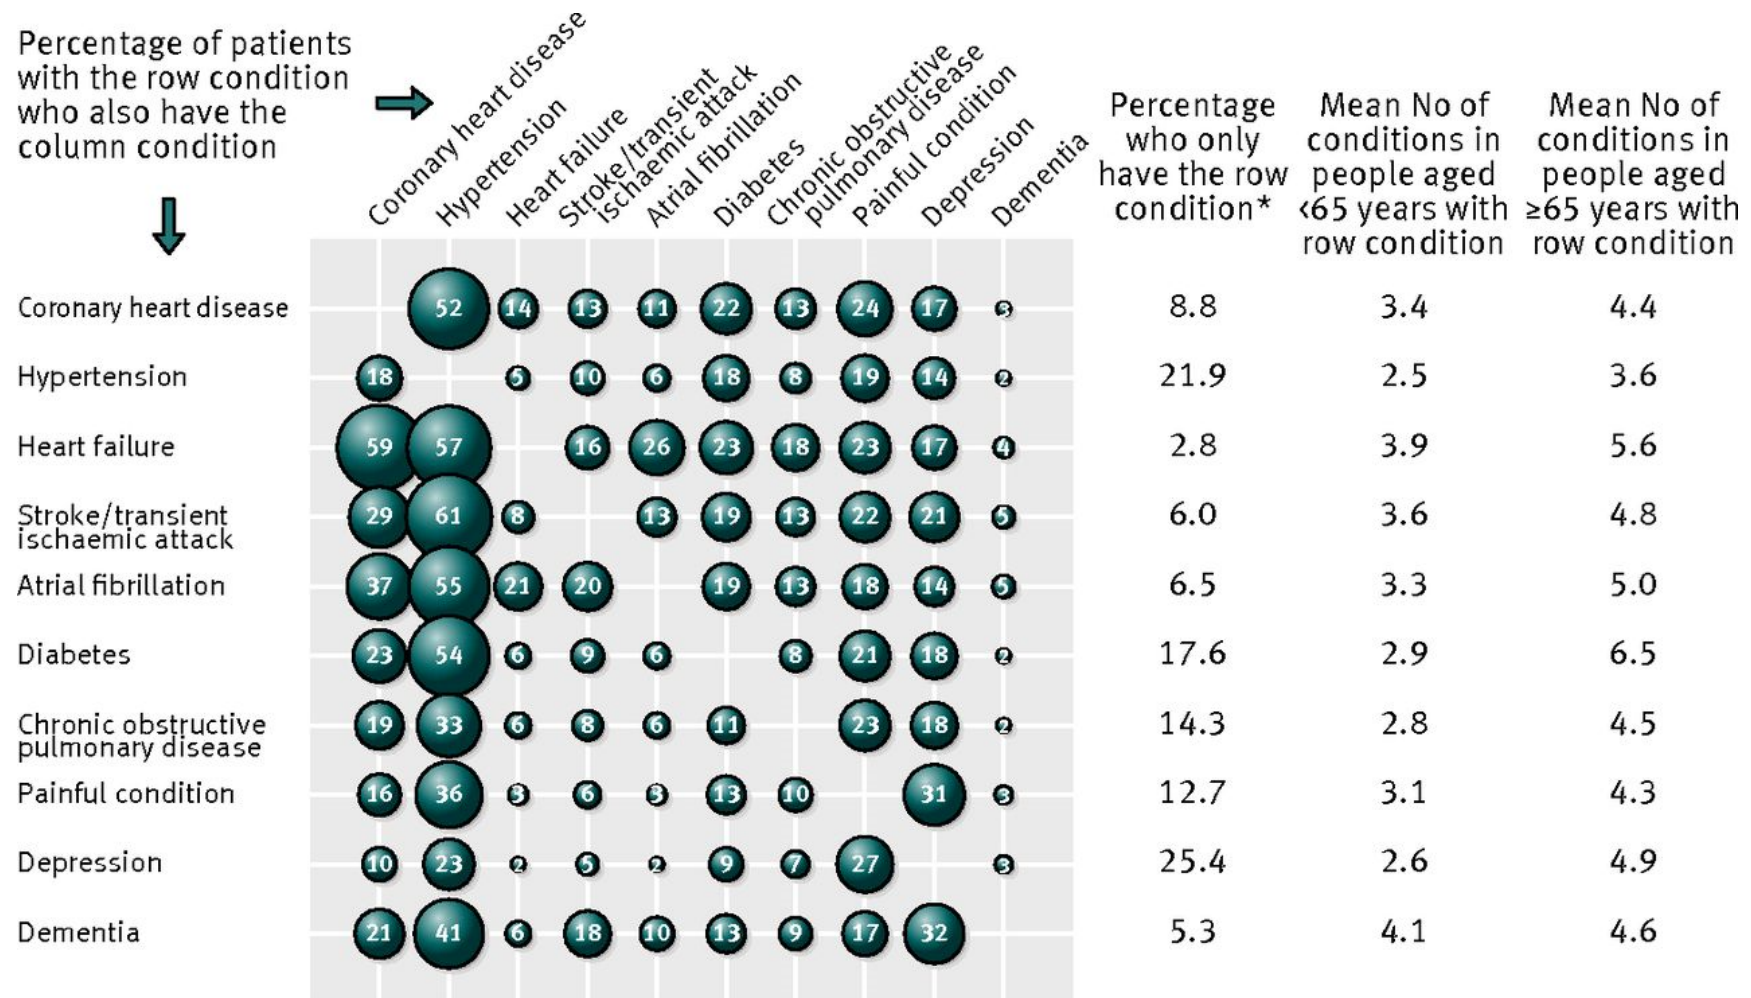 Percentage of patients
with the row condition
who also have the
column condition
Coronary heart disease
Hypertension
Heart failure
Stroke/transient
ischaemic attack
Atrial fibrillation
Diabetes
Chronic obstructive
pulmonary disease
Painful condition
Depression
Dementia
Percentage
who only
have the row
condition*
Mean No of
conditions in
people aged
<65 years with
row condition
Mean No of
conditions in
people aged
≥65 years with
row condition
Coronary heart disease 52 14 13 11 22 13 24 17 3 8.8 3.4 4.4
Hypertension 18 5 10 6 18 8 19 14 2 21.9 2.5 3.6
Heart failure 59 57 16 26 23 18 23 17 4 2.8 3.9 5.6
Stroke/transient
ischaemic attack 29 61 8 13 19 13 22 21 5 6.0 3.6 4.8
Atrial fibrillation 37 55 21 20 19 13 18 14 5 6.5 3.3 5.0
Diabetes 23 54 6 9 6 8 21 18 2 17.6 2.9 6.5
Chronic obstructive
pulmonary disease 19 33 6 8 6 11 23 18 2 14.3 2.8 4.5
Painful condition 16 36 3 6 3 13 10 31 3 12.7 3.1 4.3
Depression 10 23 2 5 2 9 7 27 3 25.4 2.6 4.9
Dementia 21 41 6 18 10 13 9 17 32 5.3 4.1 4.6